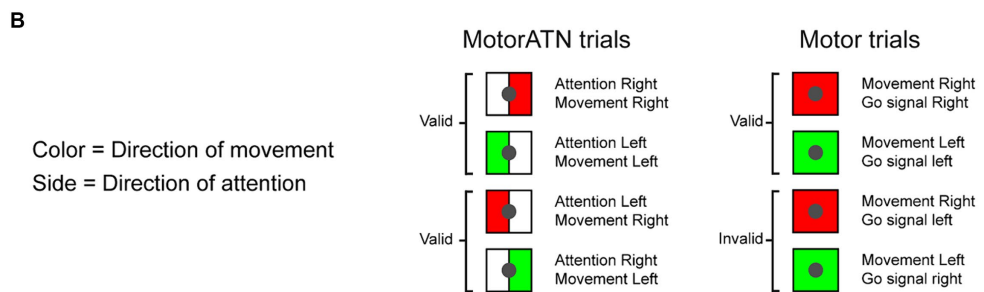 B
MotorATN trials
Motor trials
Color = Direction of movement
Side = Direction of attention
Valid
Attention Right
Movement Right
Attention Left
Movement Left
Valid
Attention Left
Movement Right
Attention Right
Movement Left
Valid
Movement Right
Go signal Right
Movement Left
Go signal left
Invalid
Movement Right
Go signal left
Movement Left
Go signal right